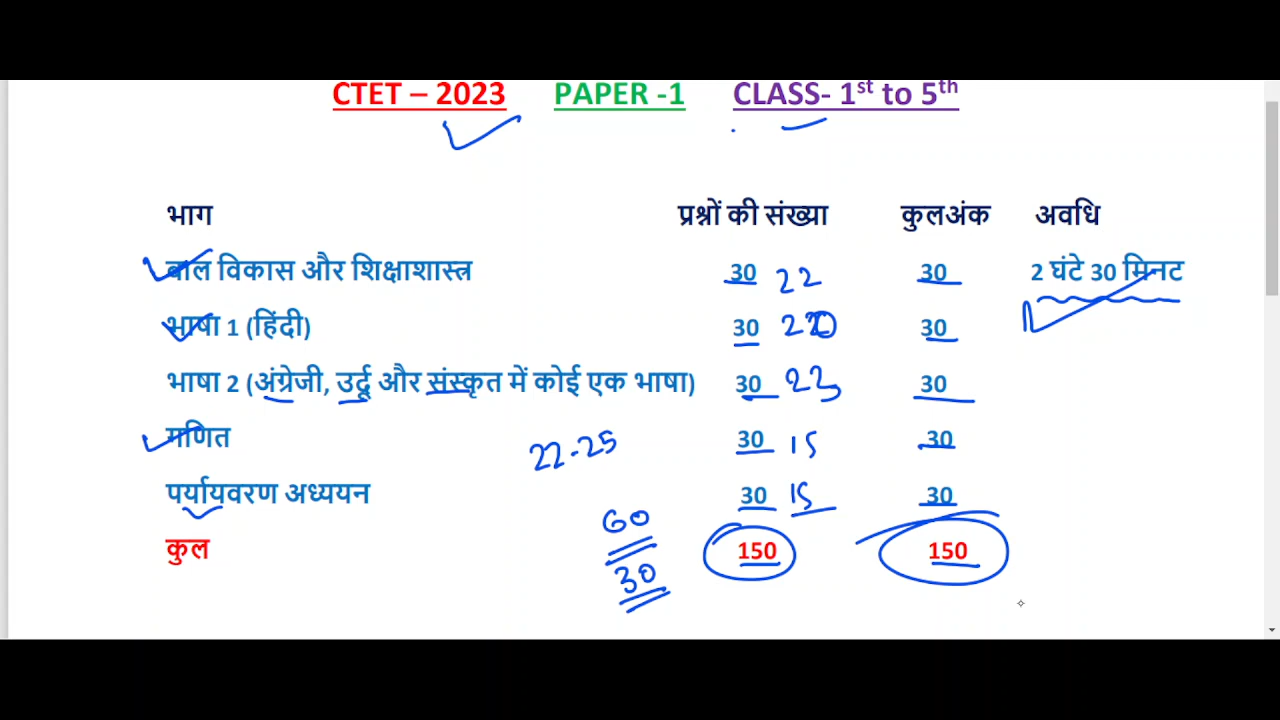 CTET – 2023 PAPER -1 CLASS- 1st to 5th
भाग प्रश्नों की संख्या कुलअंक अवधि
बाल विकास और शिक्षाशास्त्र 30 22 30 2 घंटे 30 मिनट
भाषा 1 (हिंदी) 30 30
भाषा 2 (अंग्रेजी, उर्दू और संस्कृत में कोई एक भाषा) 30 30
गणित 22-25 30 15 30
पर्यायवरण अध्ययन 30 15 30
60
कुल 150 150
30